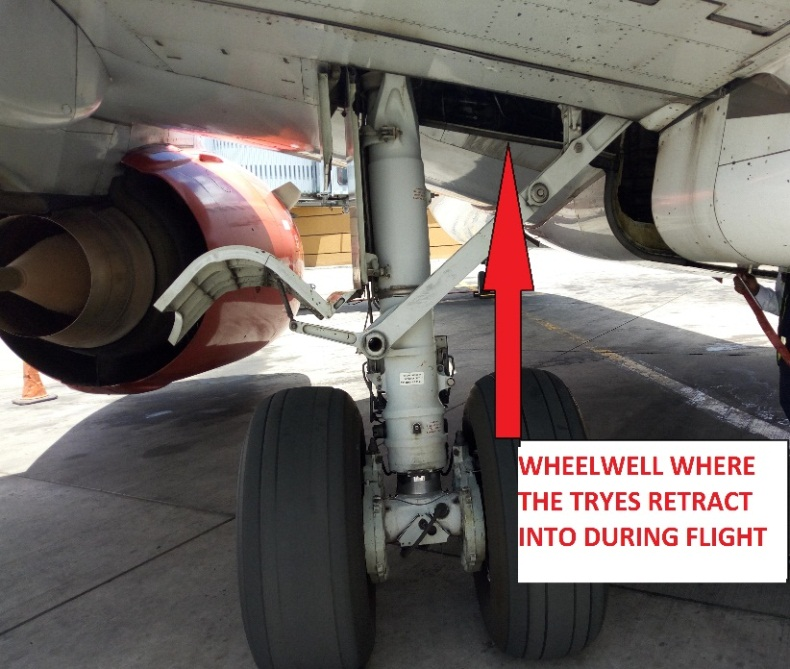 WHEELWELL WHERE
THE TRYES RETRACT
INTO DURING FLIGHT